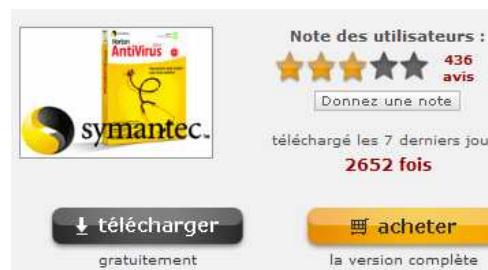 Norton
AntiVirus
symantec.
Note des utilisateurs :
436
avis
Donnez une note
téléchargé les 7 derniers jou
2652 fois
télécharger
gratuitement
acheter
la version complète